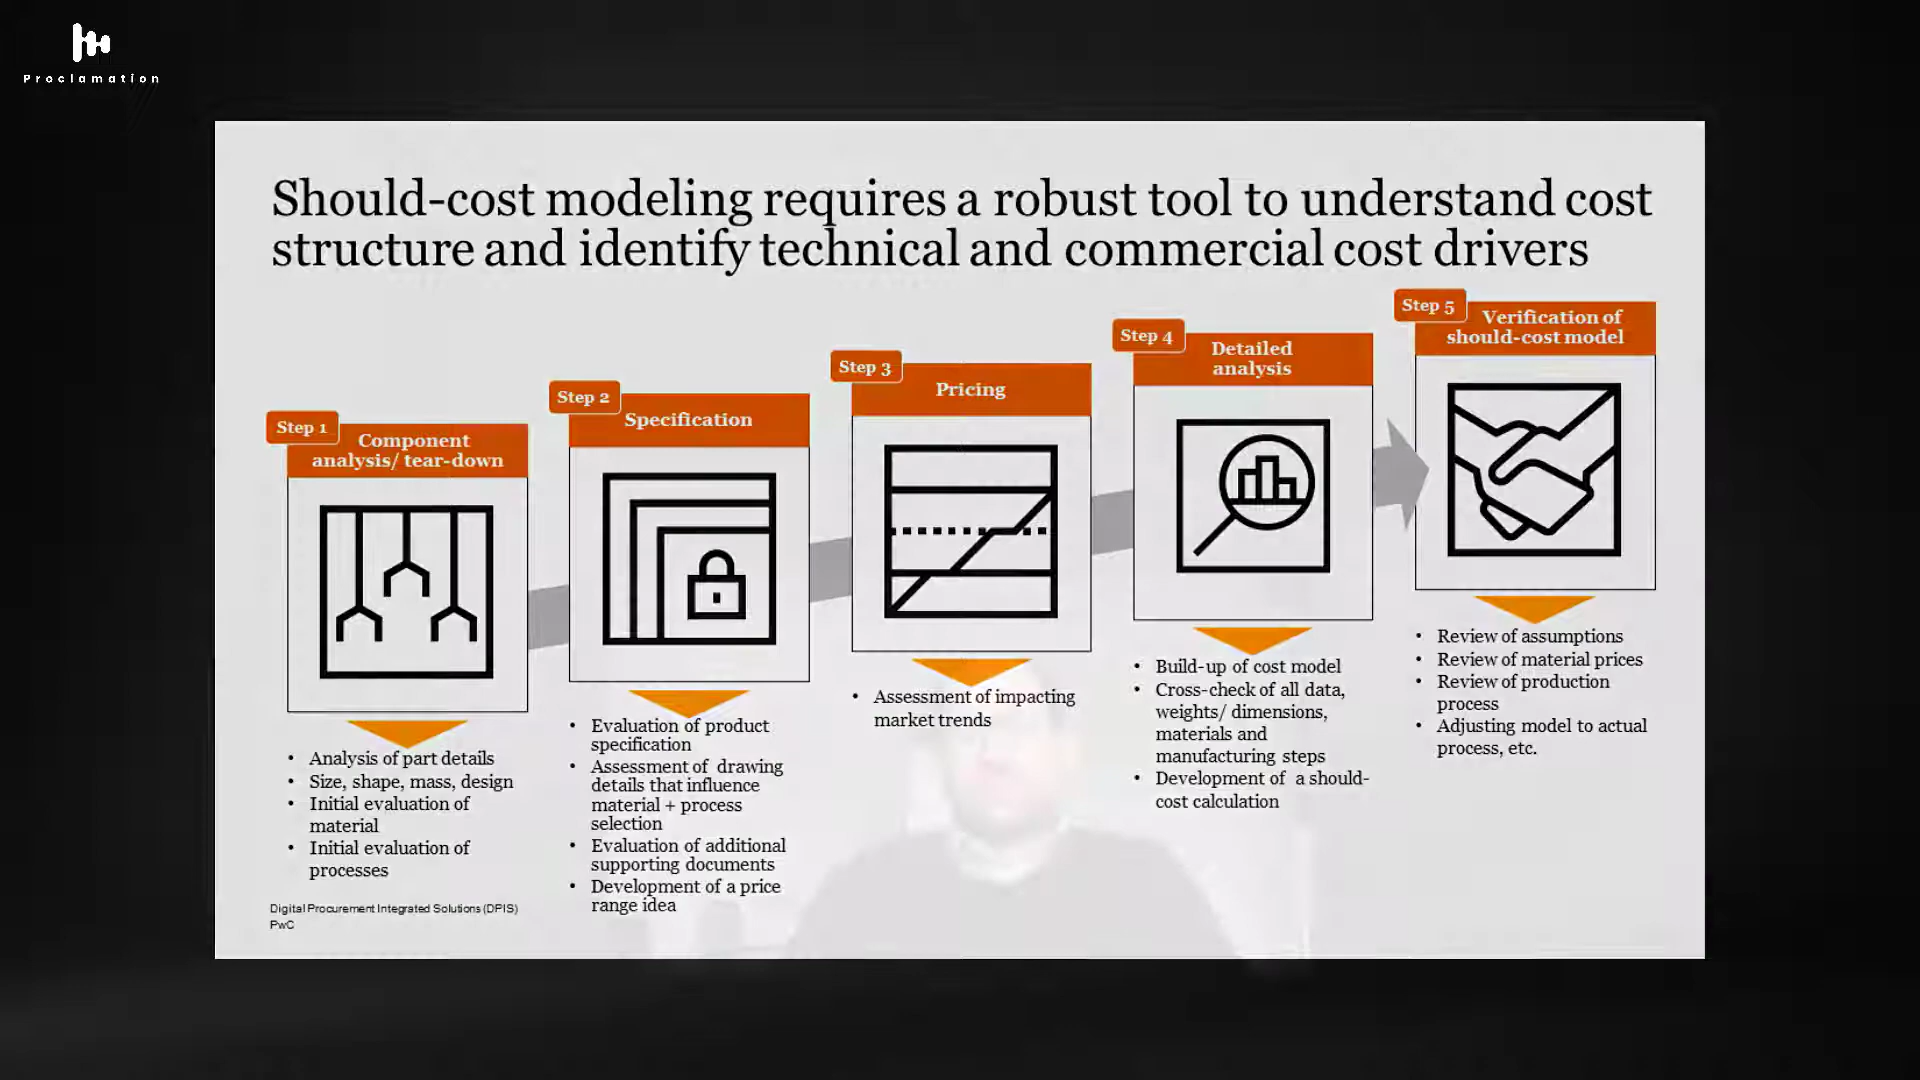 Proclamation
Should-cost modeling requires a robust tool to understand cost
structure and identify technical and commercial cost drivers
Step 1
Component
analysis/ tear-down
• Analysis of part details
• Size, shape, mass, design
• Initial evaluation of
material
• Initial evaluation of
processes
Step 2
Specification
• Evaluation of product
specification
• Assessment of drawing
details that influence
material + process
selection
• Evaluation of additional
supporting documents
• Development of a price
range idea
Step 3
Pricing
• Assessment of impacting
market trends
Step 4
Detailed
analysis
• Build-up of cost model
• Cross-check of all data,
weights/ dimensions,
materials and
manufacturing steps
• Development of a should-
cost calculation
Step 5
Verification of
should-cost model
• Review of assumptions
• Review of material prices
• Review of production
process
• Adjusting model to actual
process, etc.
Digital Procurement Integrated Solutions (DPIS)
PwC